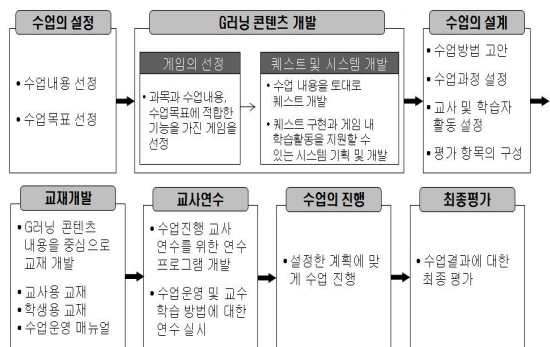 수업의 설정
• 수업내용 선정
• 수업목표 선정
G러닝 콘텐츠 개발
게임의 선정
• 과목과 수업내용,
수업목표에 적합한
기능을 가진 게임을
선정
퀘스트 및 시스템 개발
• 수업 내용을 토대로
퀘스트 개발
• 퀘스트 구현과 게임 내
학습활동을 지원할 수
있는 시스템 기획 및 개발
수업의 설계
• 수업방법 고안
• 수업과정 설정
• 교사 및 학습자
활동 설정
• 평가 항목의 구성
교재개발
• G러닝 콘텐츠
내용을 중심으로
교재 개발
• 교사용 교재
• 학생용 교재
• 수업운영 매뉴얼
교사연수
• 수업진행 교사
연수를 위한 연수
프로그램 개발
• 수업운영 및 교수
학습 방법에 대한
연수 실시
수업의 진행
• 설정한 계획에 맞
게 수업 진행
최종평가
• 수업결과에 대한
최종 평가